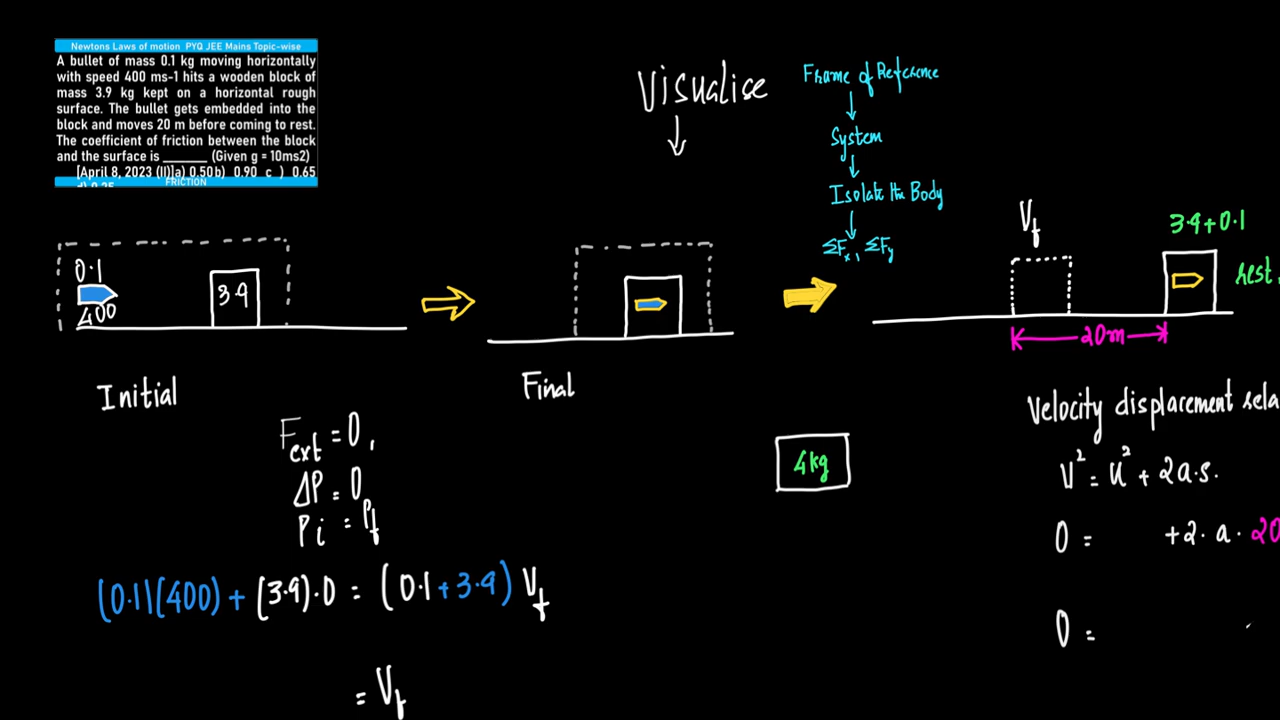 Newtons Laws of motion PYQ JEE Mains Topic-wise
A bullet of mass 0.1 kg moving horizontally
with speed 400 ms-1 hits a wooden block of
mass 3.9 kg kept on a horizontal rough
surface. The bullet gets embedded into the
block and moves 20 m before coming to rest.
The coefficient of friction between the block
and the surface is ______ (Given g = 10ms2)
[April 8, 2023 (II)]a) 0.50b) 0.90 c ) 0.65
d) 0.25
FRICTION
Visualise
Frame of Reference
System
Isolate the Body
ΣFx, ΣFy
0.1
400
3.9
Vf
3.9+0.1
rest
20m
Initial
Final
Fext = 0,
ΔP = 0
Pi = Pf
(0.1)(400) + (3.9).0 = (0.1+3.9) Vf
= Vf
4kg
Velocity displacement rela
V² = u² + 2a.s.
0 = +2. a. 20
0 =